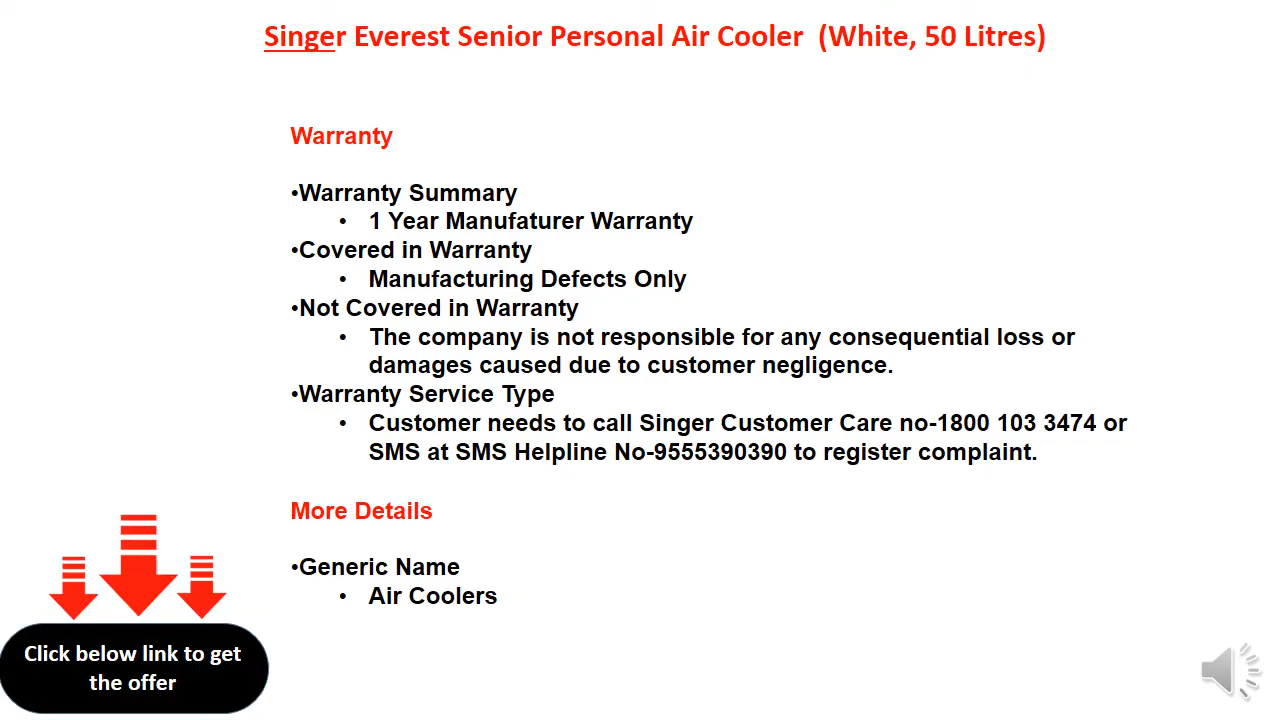 Singer Everest Senior Personal Air Cooler (White, 50 Litres)
Warranty
•Warranty Summary
• 1 Year Manufaturer Warranty
•Covered in Warranty
• Manufacturing Defects Only
•Not Covered in Warranty
• The company is not responsible for any consequential loss or
damages caused due to customer negligence.
•Warranty Service Type
• Customer needs to call Singer Customer Care no-1800 103 3474 or
SMS at SMS Helpline No-9555390390 to register complaint.
More Details
•Generic Name
• Air Coolers
Click below link to get
the offer